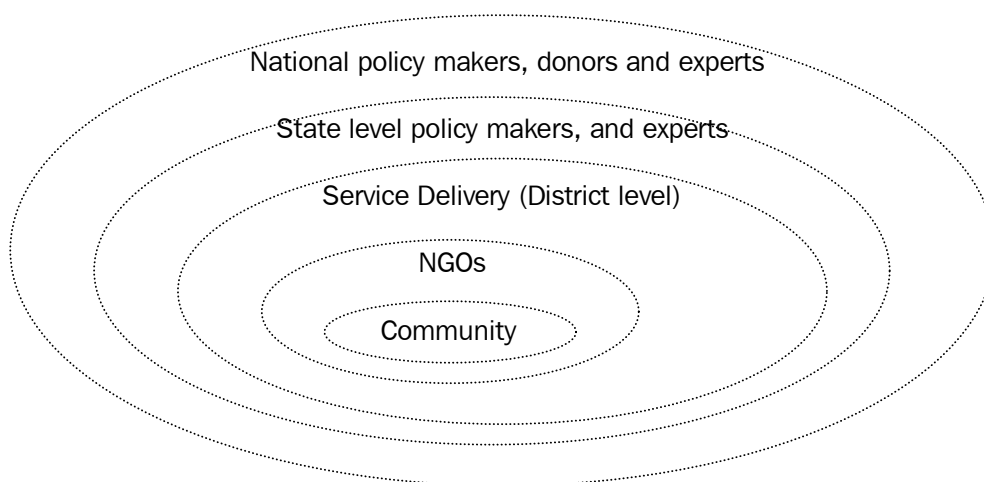 National policy makers, donors and experts
State level policy makers, and experts
Service Delivery (District level)
NGOs
Community